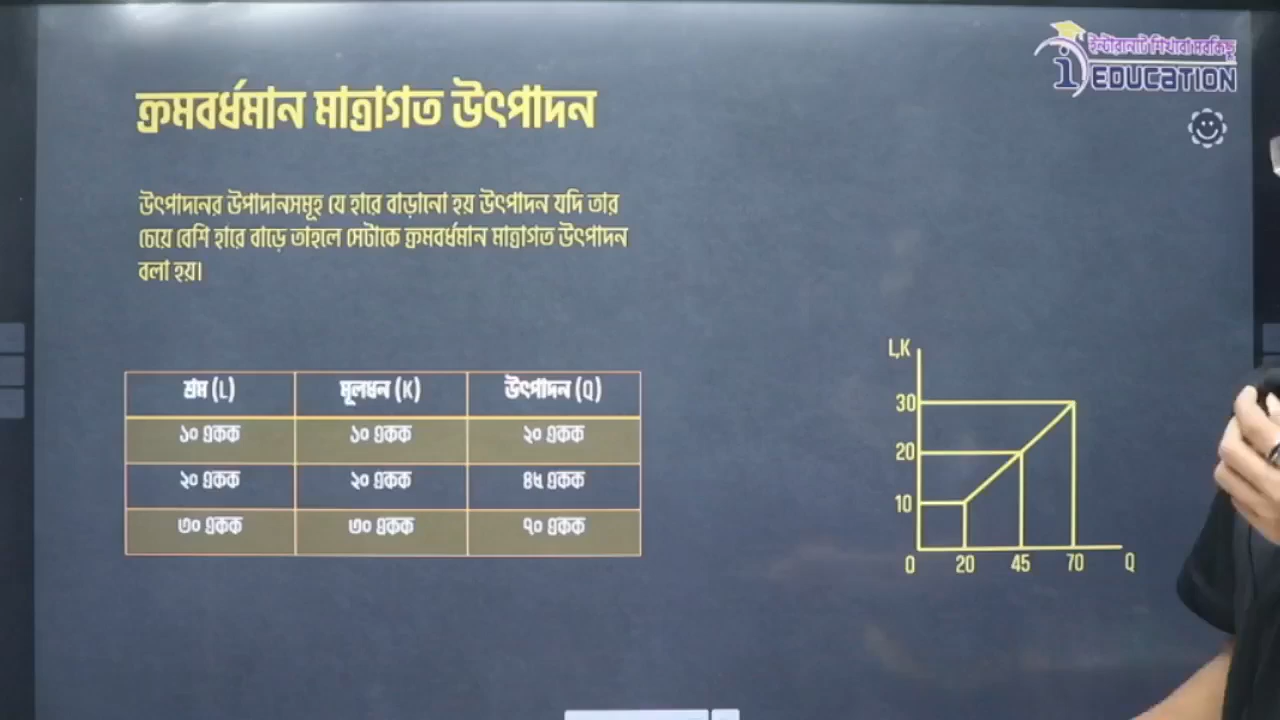 ইন্টারনেটে শিখবো সবকিছু
i EDUCATION
ক্রমবর্ধমান মাত্রাগত উৎপাদন
উৎপাদনের উপাদানসমূহ যে হারে বাড়ানো হয় উৎপাদন যদি তার
চেয়ে বেশি হারে বাড়ে তাহলে সেটাকে ক্রমবর্ধমান মাত্রাগত উৎপাদন
বলা হয়।
শ্রম (L) মূলধন (K) উৎপাদন (Q)
১০ একক ১০ একক ২০ একক
২০ একক ২০ একক ৪৫ একক
৩০ একক ৩০ একক ৭০ একক
L,K
30
20
10
0 20 45 70 Q